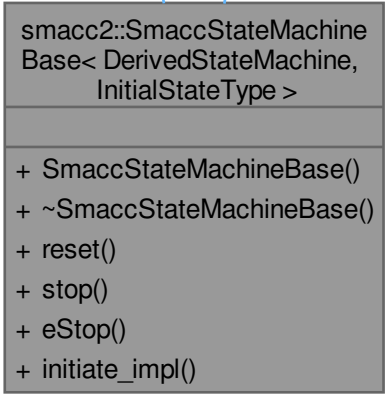 smacc2::SmaccStateMachine
Base< DerivedStateMachine,
InitialStateType >
+ SmaccStateMachineBase()
+ ~SmaccStateMachineBase()
+ reset()
+ stop()
+ eStop()
+ initiate_impl()